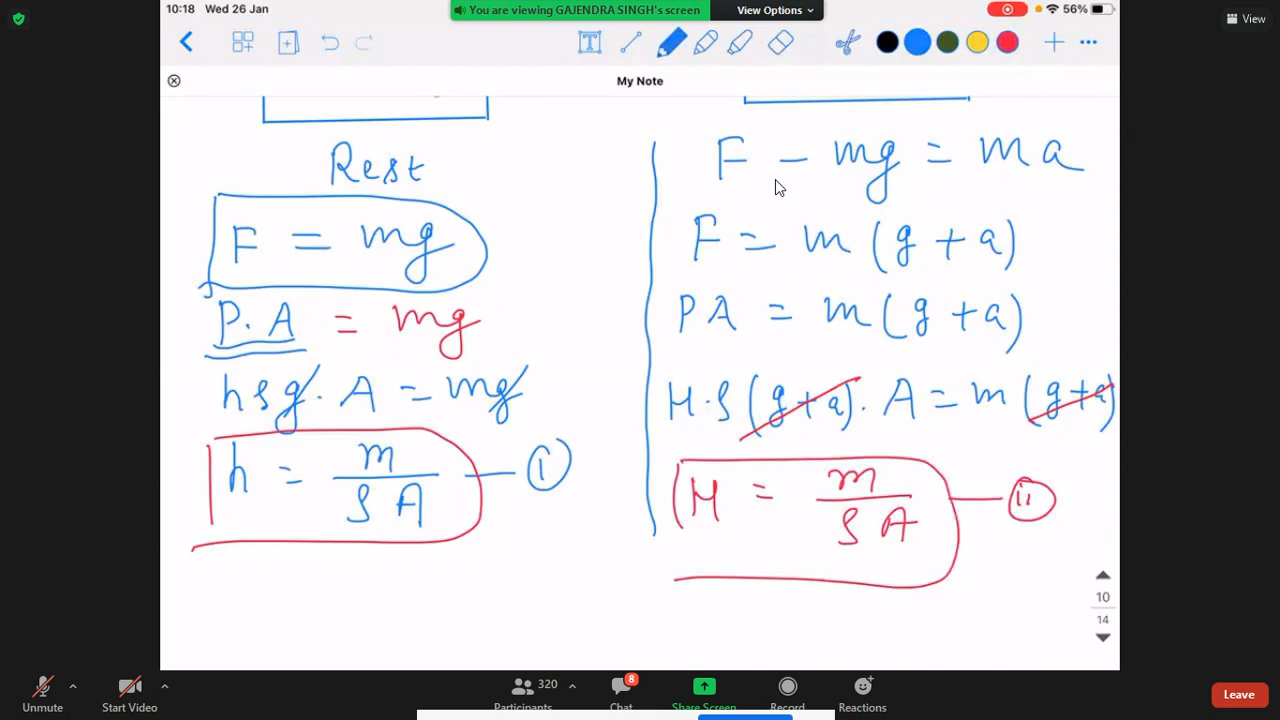 10:18 Wed 26 Jan
You are viewing GAJENDRA SINGH's screen
View Options
56%
View
My Note
Rest
F = mg
P.A = mg
hρg. A = mg
h = m/ρA — (i)
F - mg = ma
F = m(g+a)
PA = m(g+a)
H.ρ(g+a). A = m(g+a)
H = m/ρA — (ii)
10
14
Unmute
Start Video
320
Participants
8
Chat
Share Screen
Record
Reactions
Leave